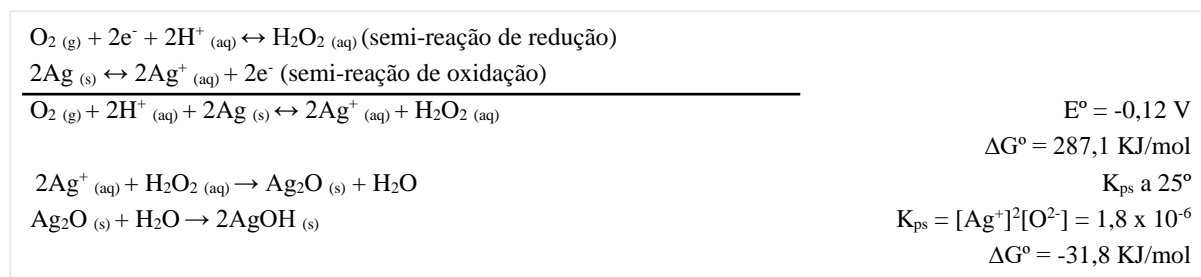 O₂ (g) + 2e⁻ + 2H⁺ (aq) ↔ H₂O₂ (aq) (semi-reação de redução)
2Ag (s) ↔ 2Ag⁺ (aq) + 2e⁻ (semi-reação de oxidação)
O₂ (g) + 2H⁺ (aq) + 2Ag (s) ↔ 2Ag⁺ (aq) + H₂O₂ (aq) Eº = -0,12 V
ΔGº = 287,1 KJ/mol
2Ag⁺ (aq) + H₂O₂ (aq) → Ag₂O (s) + H₂O Kₚₛ a 25º
Ag₂O (s) + H₂O → 2AgOH (s) Kₚₛ = [Ag⁺]²[O²⁻] = 1,8 x 10⁻⁶
ΔGº = -31,8 KJ/mol